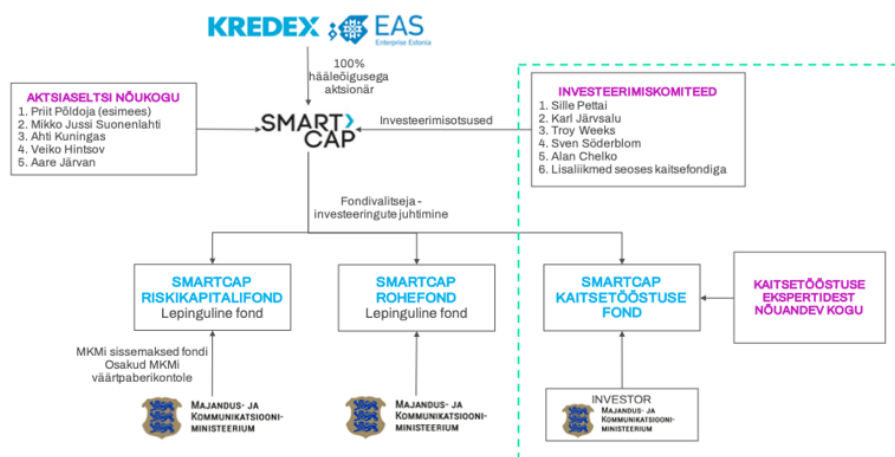 KREDEX EAS
Enterprise Estonia
100%
hääleõigusega
aktsionär
AKTSIASELTSI NÕUKOGU
1. Priit Põldoja (esimees)
2. Mikko Jussi Suonenlahti
3. Ahti Kuningas
4. Veiko Hintsov
5. Aare Järvan
SMART
CAP
Investeerimisotsused
INVESTEERIMISKOMITEED
1. Sille Pettai
2. Karl Järvsalu
3. Troy Weeks
4. Sven Söderblom
5. Alan Chelko
6. Lisaliikmed seoses kaitsefondiga
Fondivalitseja -
investeeringute juhtimine
SMARTCAP
RISKIKAPITALIFOND
Lepinguline fond
SMARTCAP
ROHEFOND
Lepinguline fond
SMARTCAP
KAITSETÖÖSTUSE
FOND
KAITSETÖÖSTUSE
EKSPERTIDEST
NÕUANDEV KOGU
MKMi sissemaksed fondi
Osakud MKMi
väärtpaberikontole
MAJANDUS- JA
KOMMUNIKATSIOONI-
MINISTEERIUM
MAJANDUS- JA
KOMMUNIKATSIOONI-
MINISTEERIUM
INVESTOR
MAJANDUS- JA
KOMMUNIKATSIOONI-
MINISTEERIUM